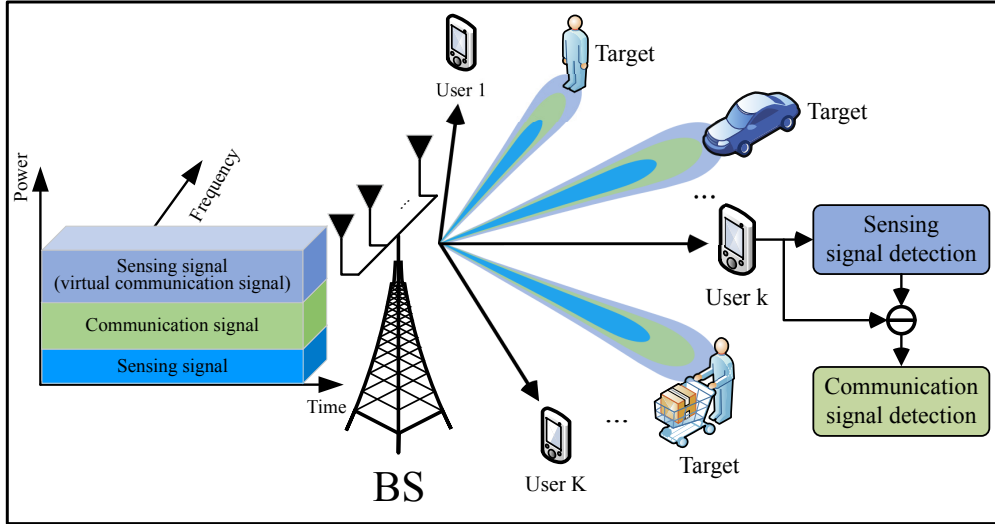 Power
Frequency
Sensing signal
(virtual communication signal)
Communication signal
Sensing signal
Time
...
BS
User 1
Target
Target
...
User k
Sensing
signal detection
Communication
signal detection
User K
...
Target